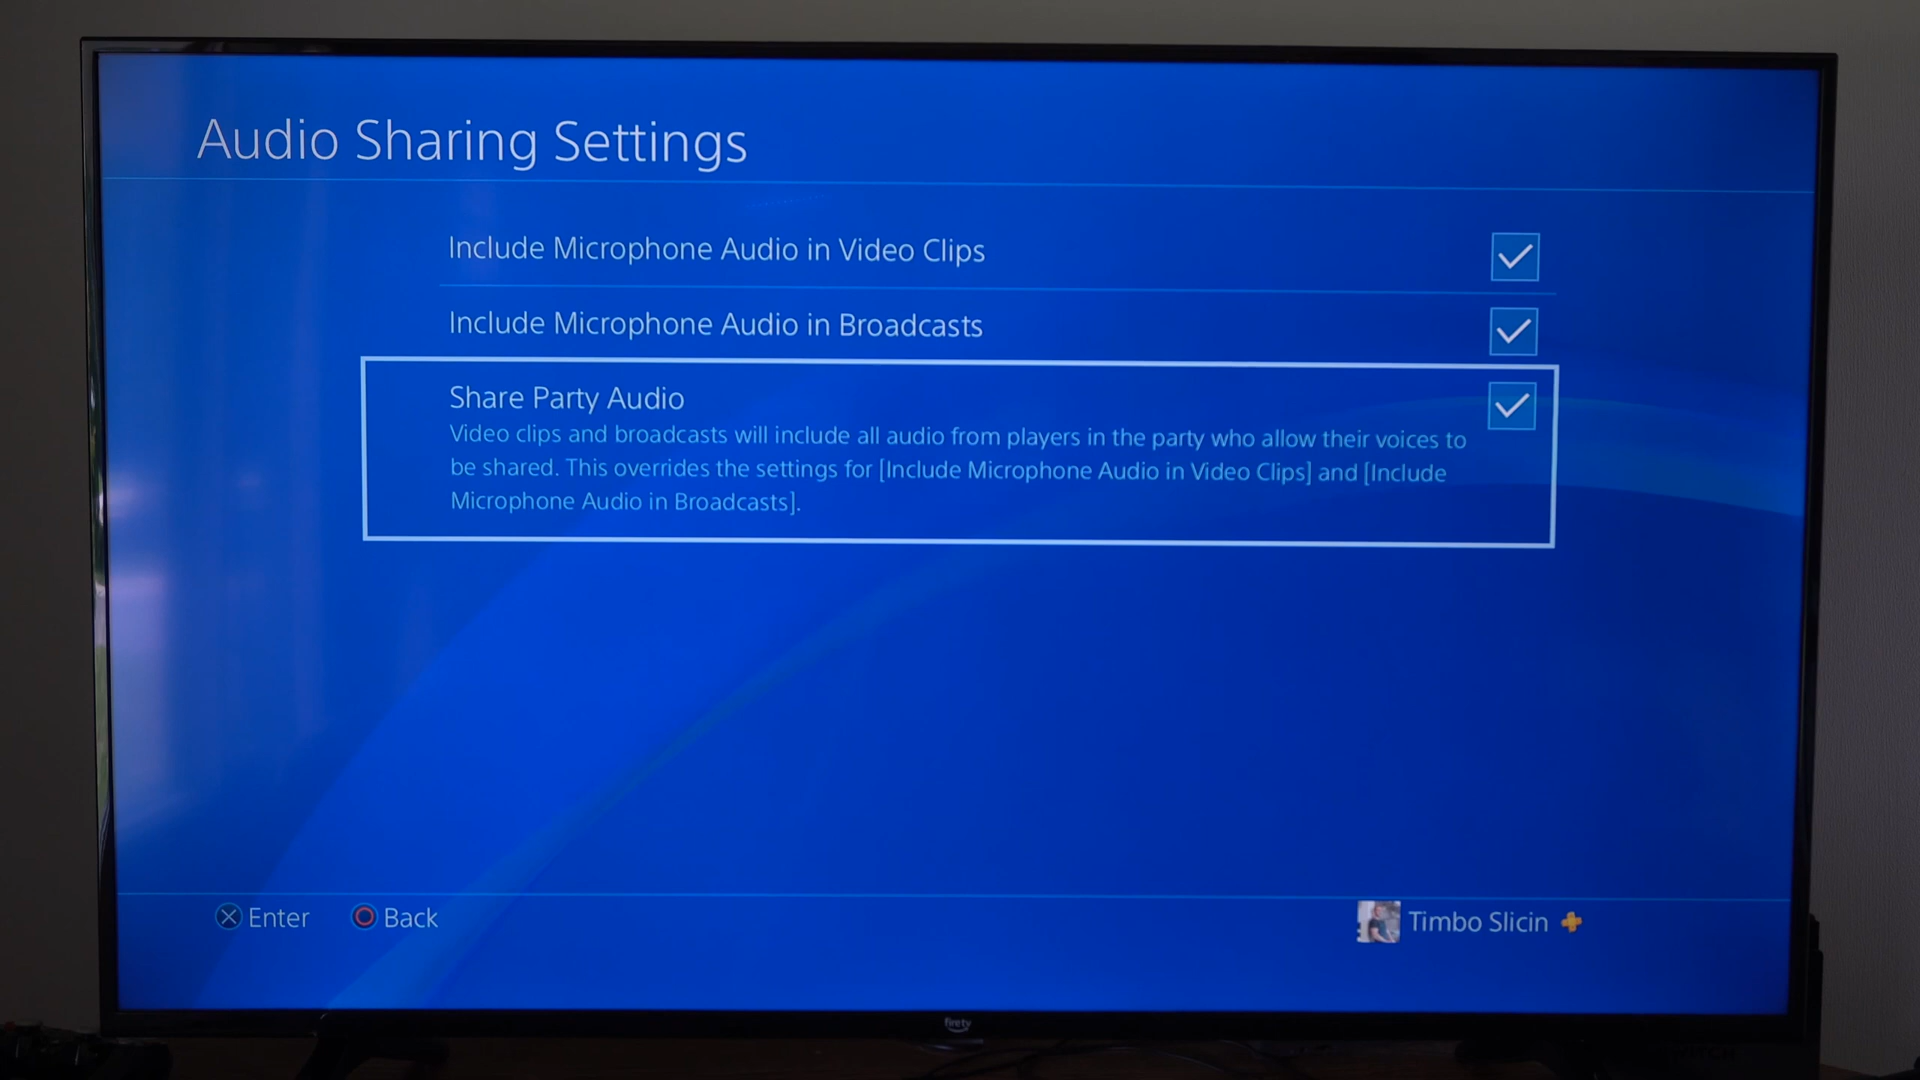 Audio Sharing Settings
Include Microphone Audio in Video Clips
Include Microphone Audio in Broadcasts
Share Party Audio
Video clips and broadcasts will include all audio from players in the party who allow their voices to
be shared. This overrides the settings for [Include Microphone Audio in Video Clips] and [Include
Microphone Audio in Broadcasts].
Enter Back
Timbo Slicin
firetv